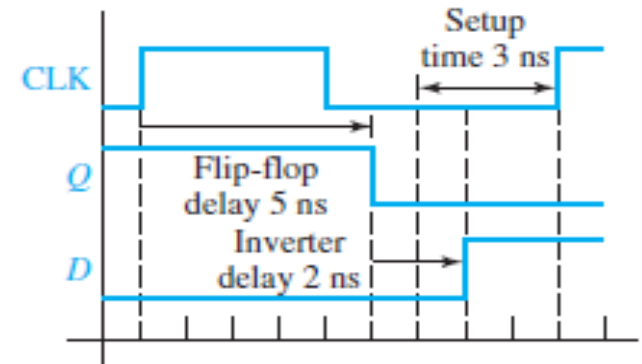 Setup
time 3 ns
CLK
Q
Flip-flop
delay 5 ns
Inverter
D
delay 2 ns